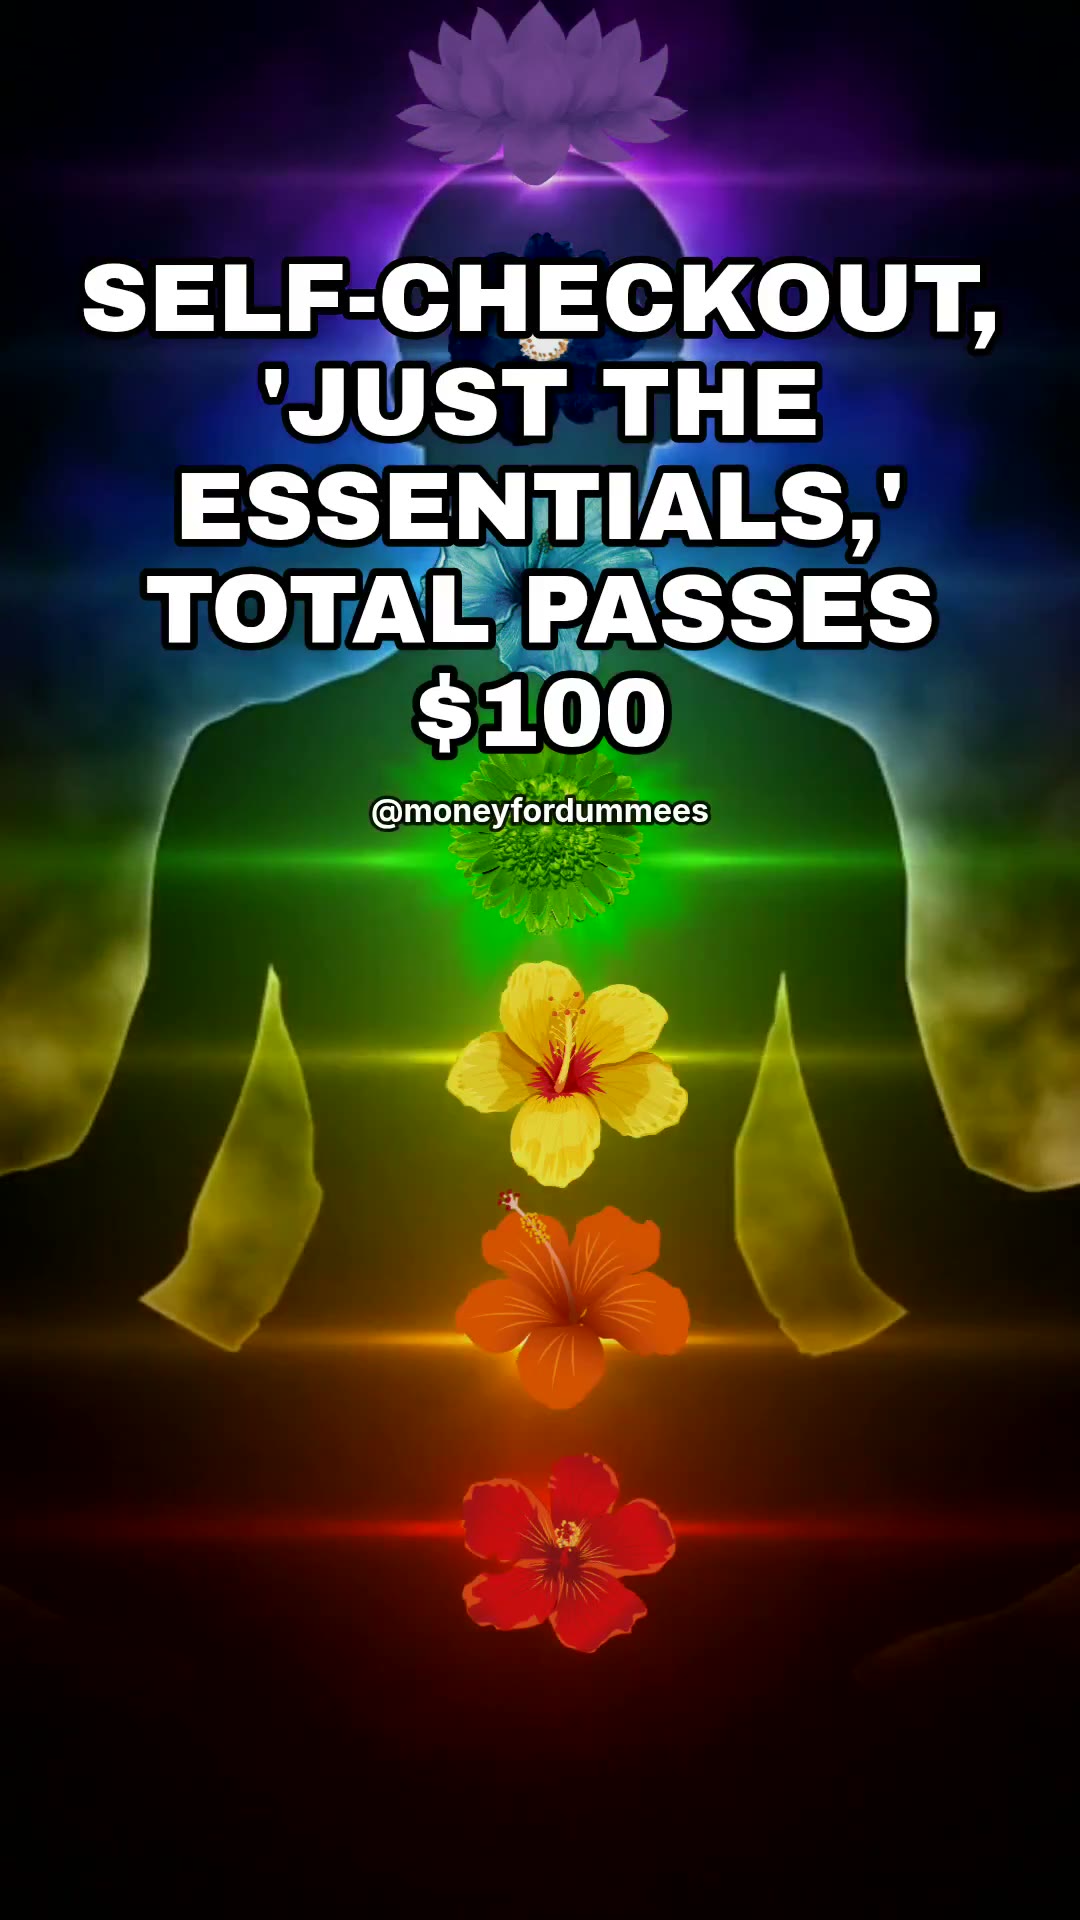 SELF-CHECKOUT,
'JUST THE
ESSENTIALS,'
TOTAL PASSES
$100
@moneyfordummees